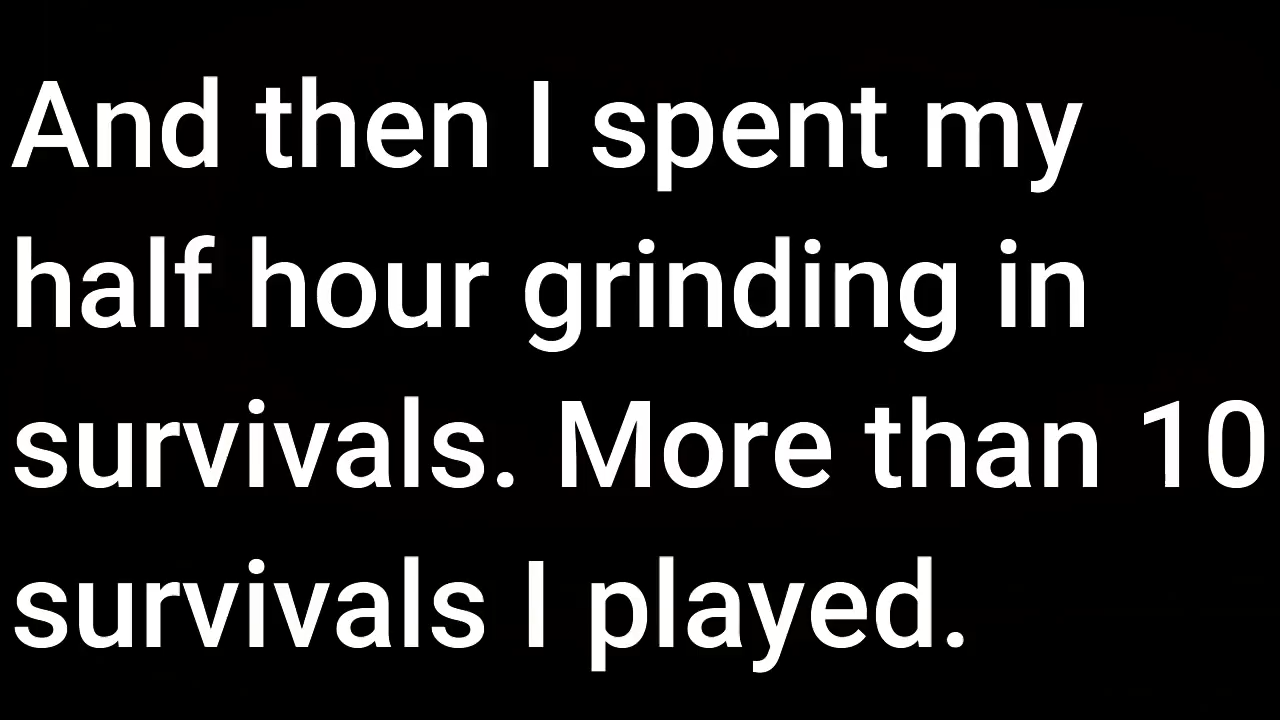 And then I spent my
half hour grinding in
survivals. More than 10
survivals I played.